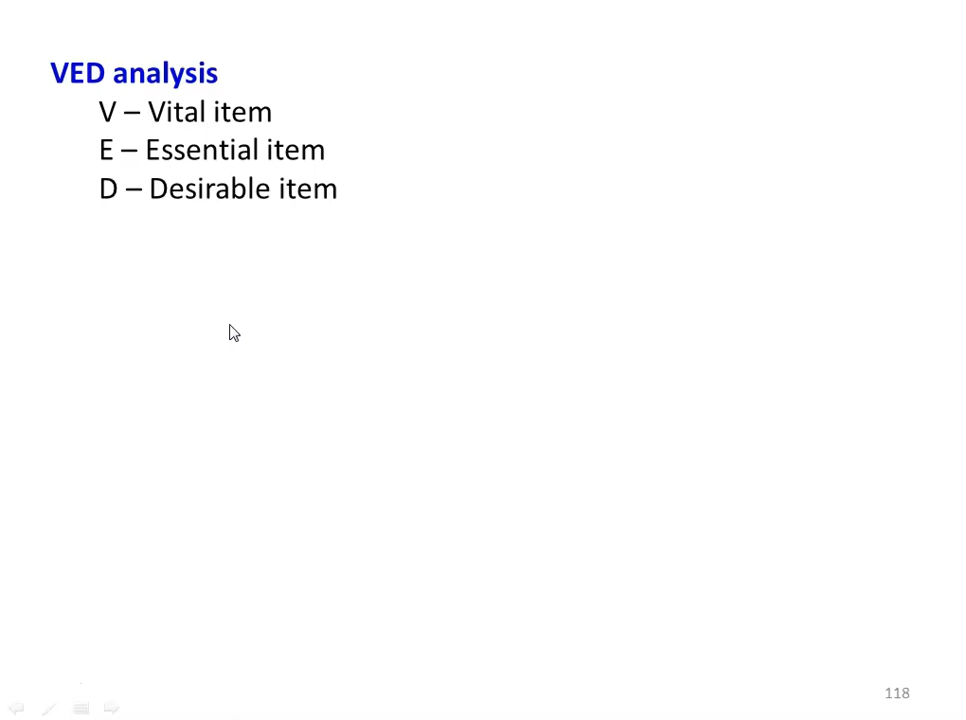 VED analysis
V – Vital item
E – Essential item
D – Desirable item
118